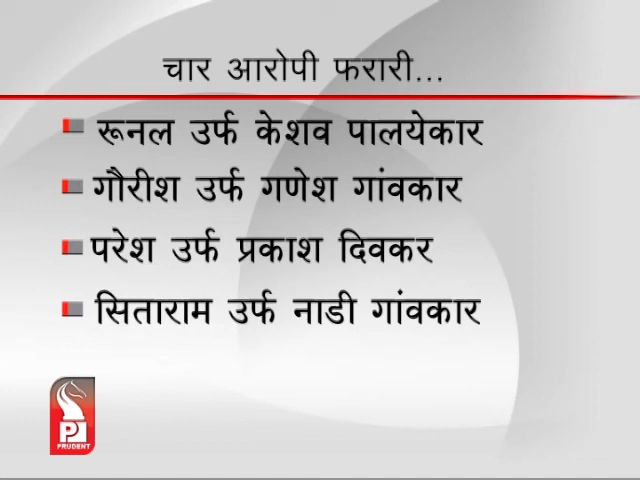 चार आरोपी फरारी...
रूनल उर्फ केशव पालयेकार
गौरीश उर्फ गणेश गांवकार
परेश उर्फ प्रकाश दिवकर
सिताराम उर्फ नाडी गांवकार
P
PRUDENT